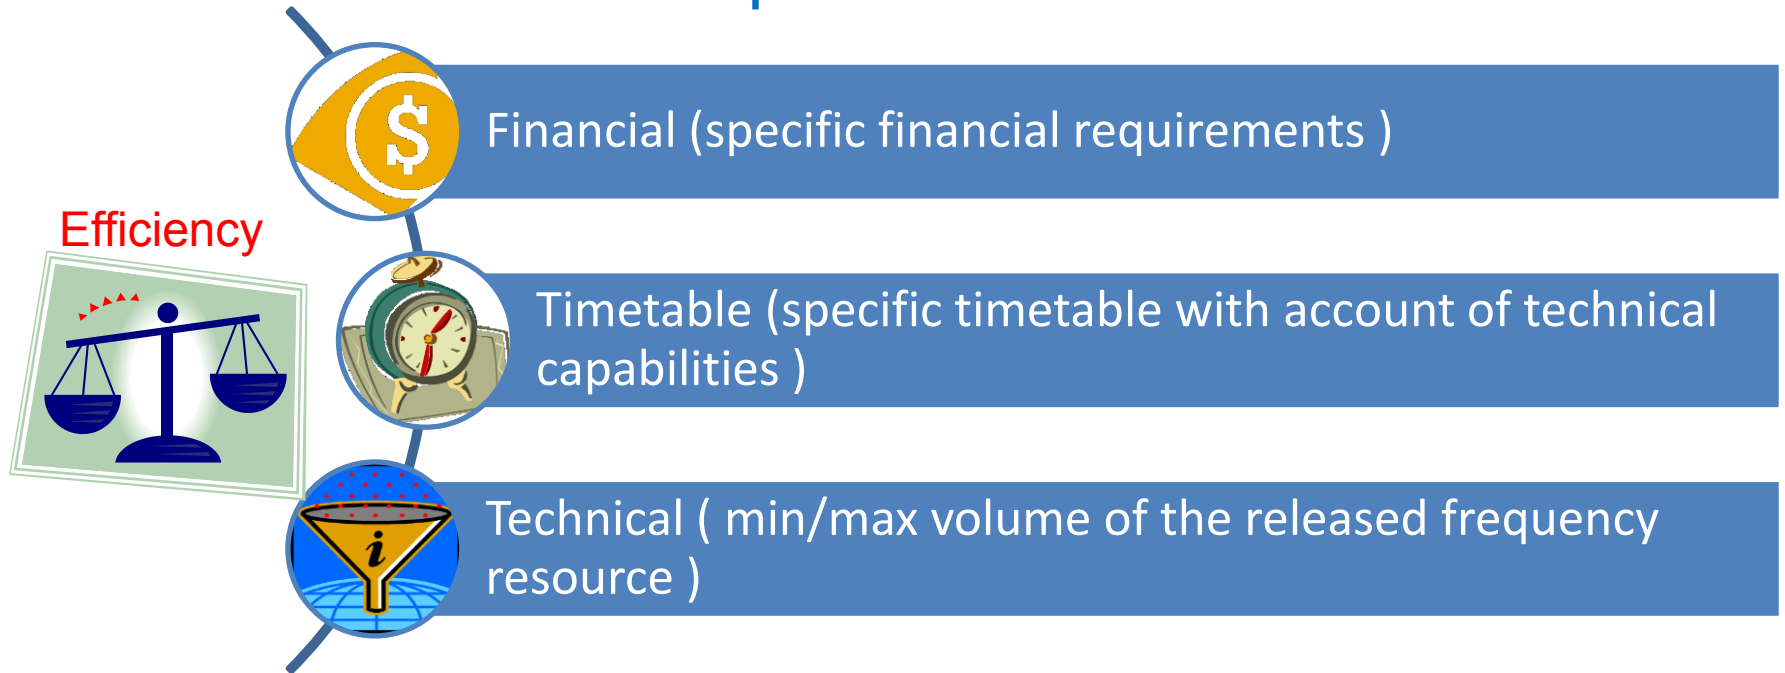 Financial (specific financial requirements )
Efficiency
$
Timetable (specific timetable with account of technical
capabilities )
Technical ( min/max volume of the released frequency
resource )
i